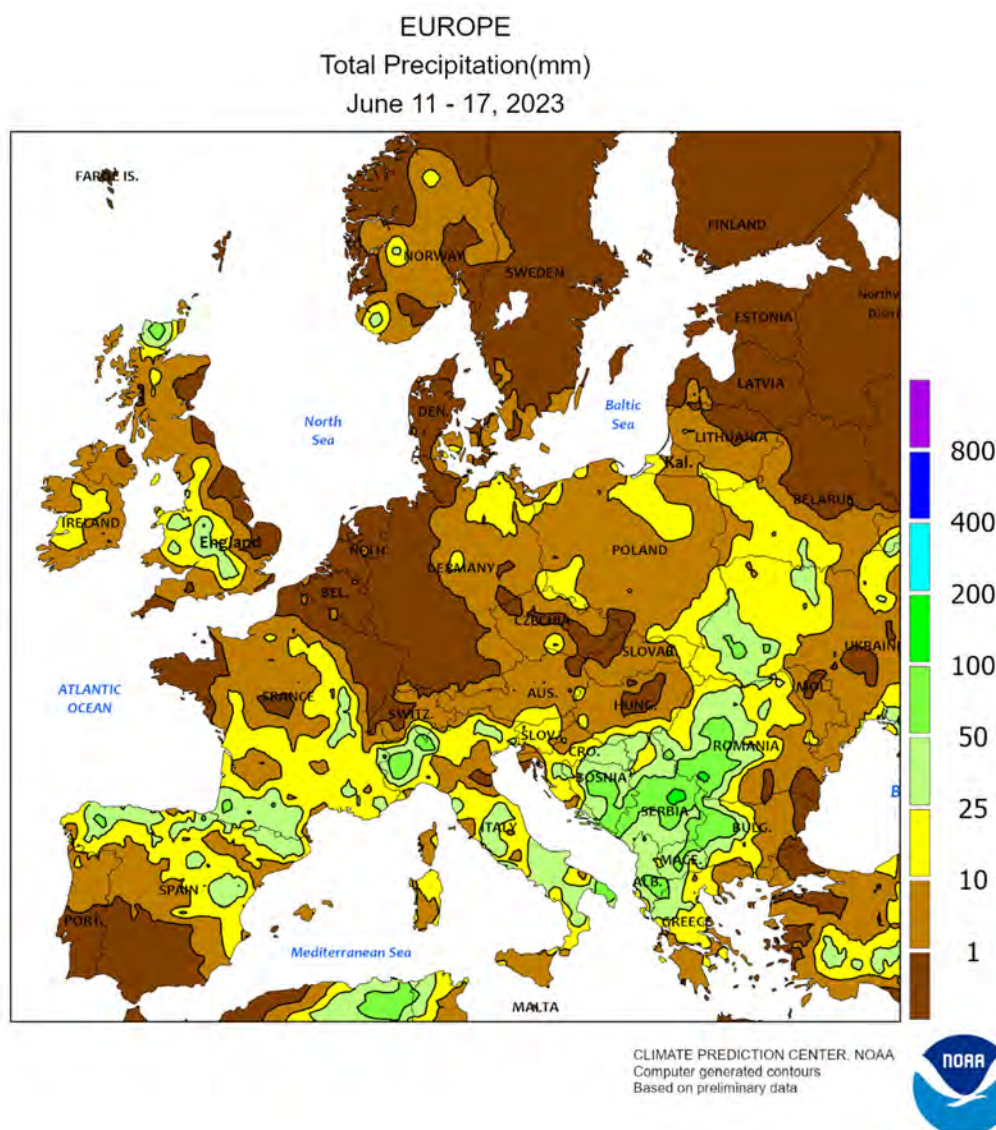 EUROPE
Total Precipitation(mm)
June 11 - 17, 2023
FAROE IS.
FINLAND
NORWAY
SWEDEN
Northw
Distri
ESTONIA
LATVIA
North
Sea
DEN.
Baltic
Sea
LITHUANIA
Kal.
BELARUS
IRELAND
England
NETH.
POLAND
GERMANY
BEL.
CZECHIA
SLOVAK.
UKRAIN
ATLANTIC
OCEAN
FRANCE
AUS.
MOL.
SWITZ.
HUNG.
SLOV.
CRO.
ROMANIA
BOSNIA
B
SERBIA
ITALY
BULG.
MACE.
SPAIN
ALB.
PORT.
GREECE
Mediterranean Sea
MALTA
800
400
200
100
50
25
10
1
CLIMATE PREDICTION CENTER. NOAA
Computer generated contours
Based on preliminary data
NOAA